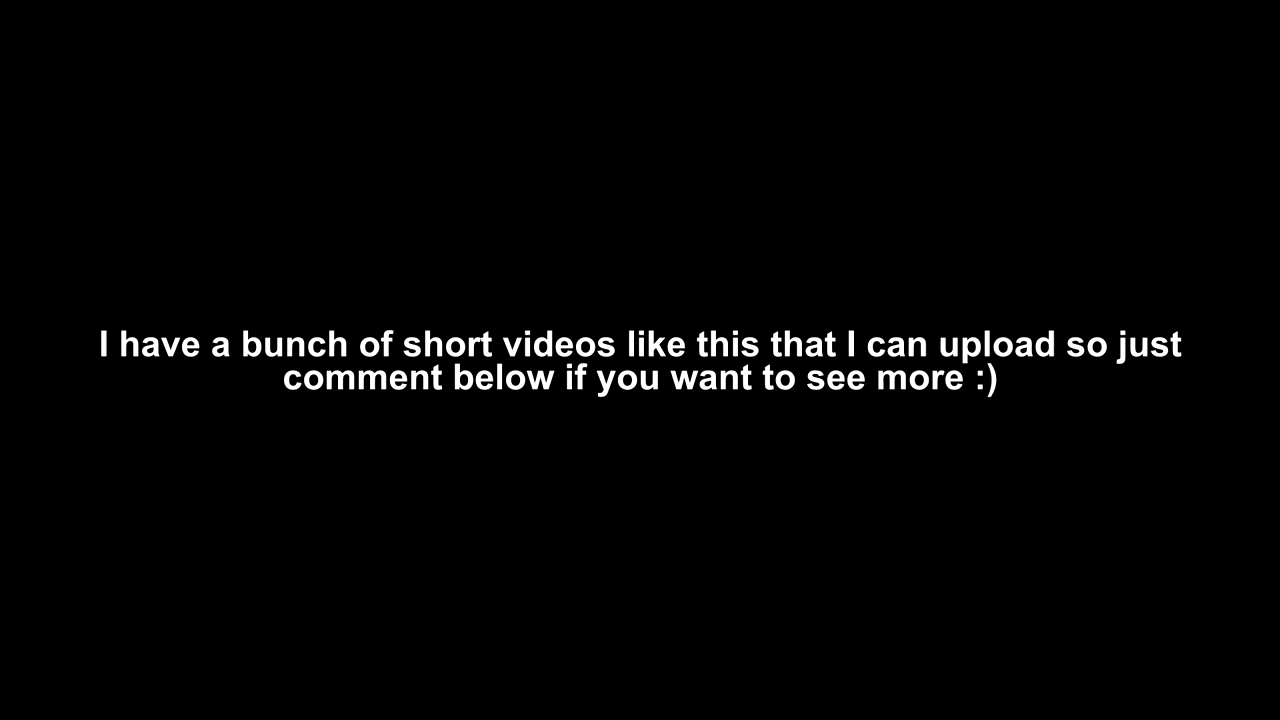 I have a bunch of short videos like this that I can upload so just
comment below if you want to see more :)